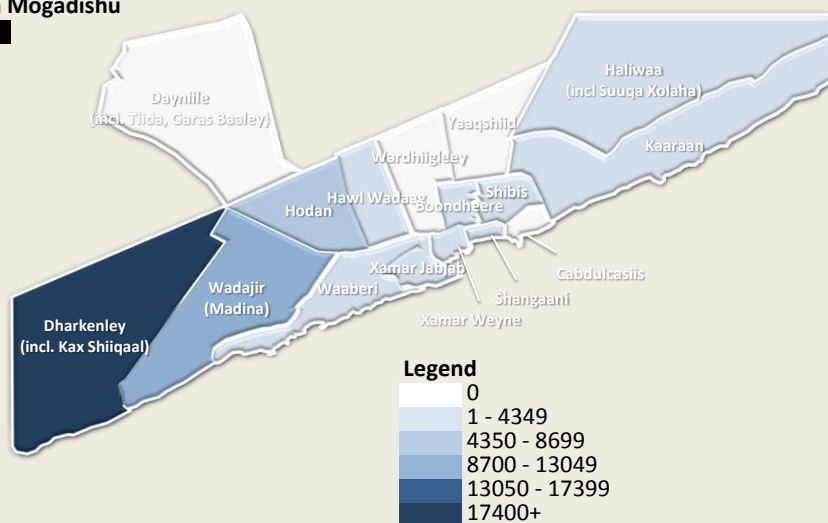 Mogadishu
Haliwaa
(incl Suuqa Xolaha)
Dayniile
(incl. Tiida, Garas Baaley)
Yaaqshiid
Kaaraan
Wardhiigleey
Shibis
Hawl Wadaag
Boondheere
Hodan
Xamar Jabjab
Cabdulcasiis
Wadajir
(Madina)
Waaberi
Shangaani
Xamar Weyne
Dharkenley
(incl. Kax Shiiqaal)
Legend
0
1 - 4349
4350 - 8699
8700 - 13049
13050 - 17399
17400+